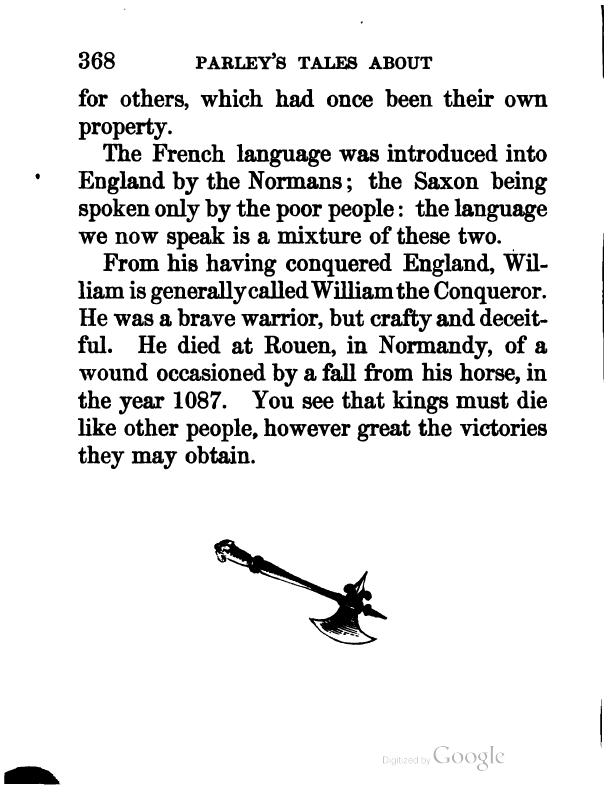 368 PARLEY'S TALES ABOUT
for others, which had once been their own
property.
The French language was introduced into
England by the Normans; the Saxon being
spoken only by the poor people: the language
we now speak is a mixture of these two.
From his having conquered England, Wil-
liam is generally called William the Conqueror.
He was a brave warrior, but crafty and deceit-
ful. He died at Rouen, in Normandy, of a
wound occasioned by a fall from his horse, in
the year 1087. You see that kings must die
like other people, however great the victories
they may obtain.
Digitized by Google